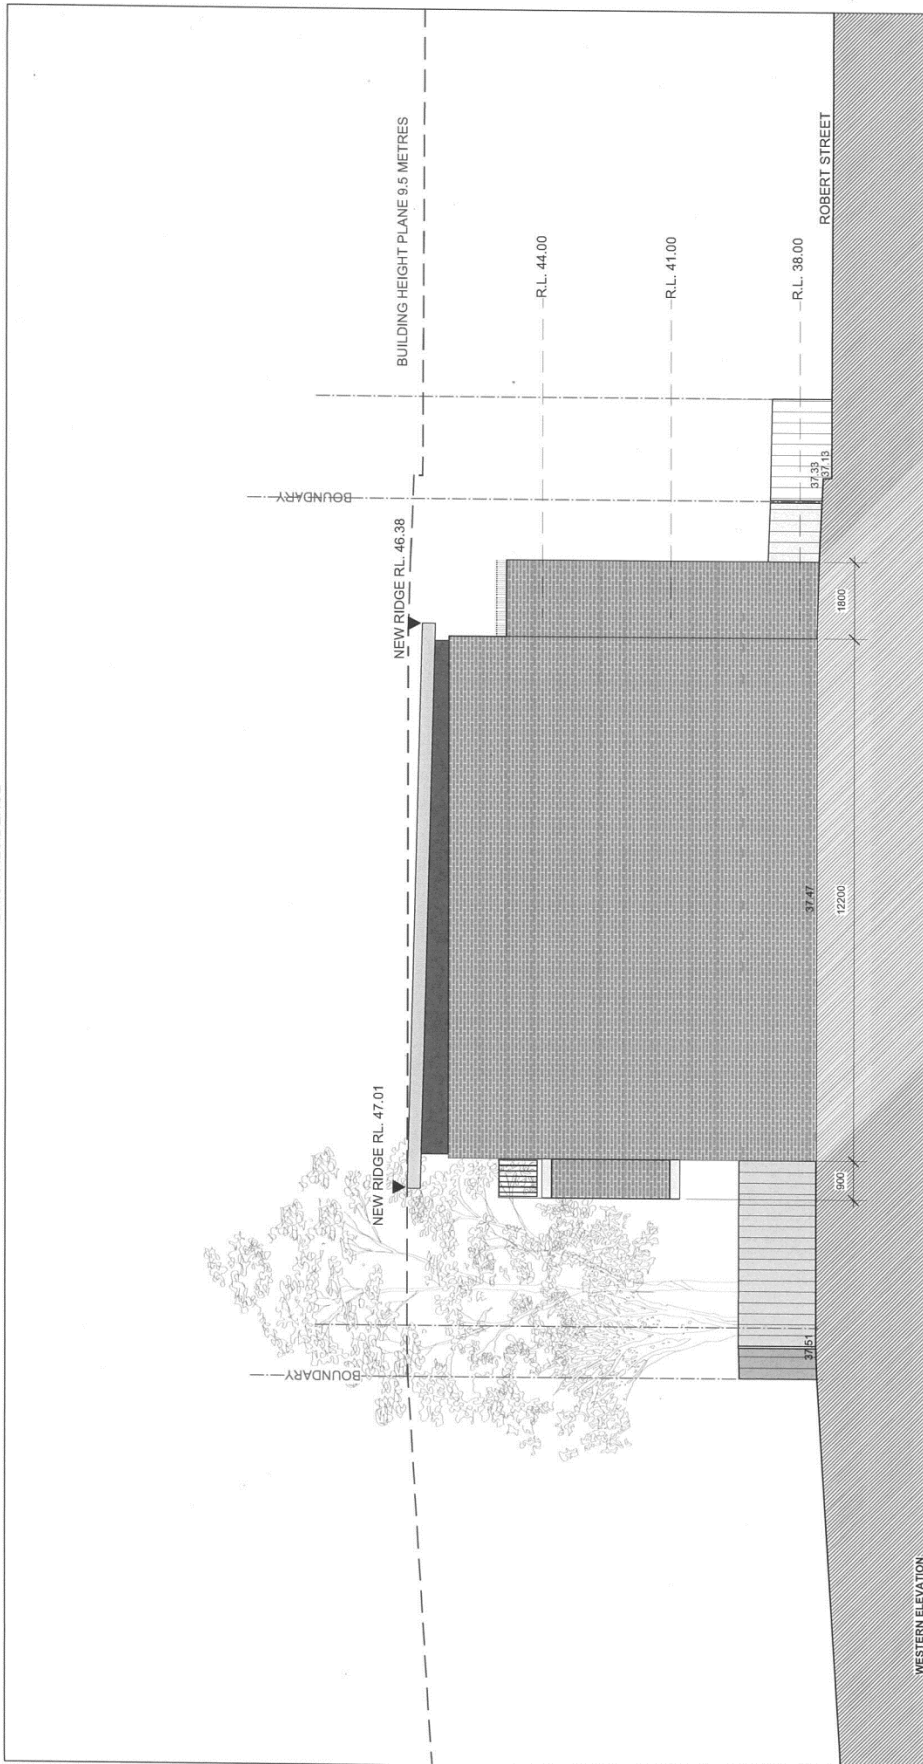 BUILDING HEIGHT PLANE 9.5 METRES
NEW RIDGE RL. 47.01
NEW RIDGE RL. 46.38
BOUNDARY
BOUNDARY
R.L. 44.00
R.L. 41.00
R.L. 38.00
ROBERT STREET
37.51
37.47
37.33
37.13
900
12200
1800
WESTERN ELEVATION